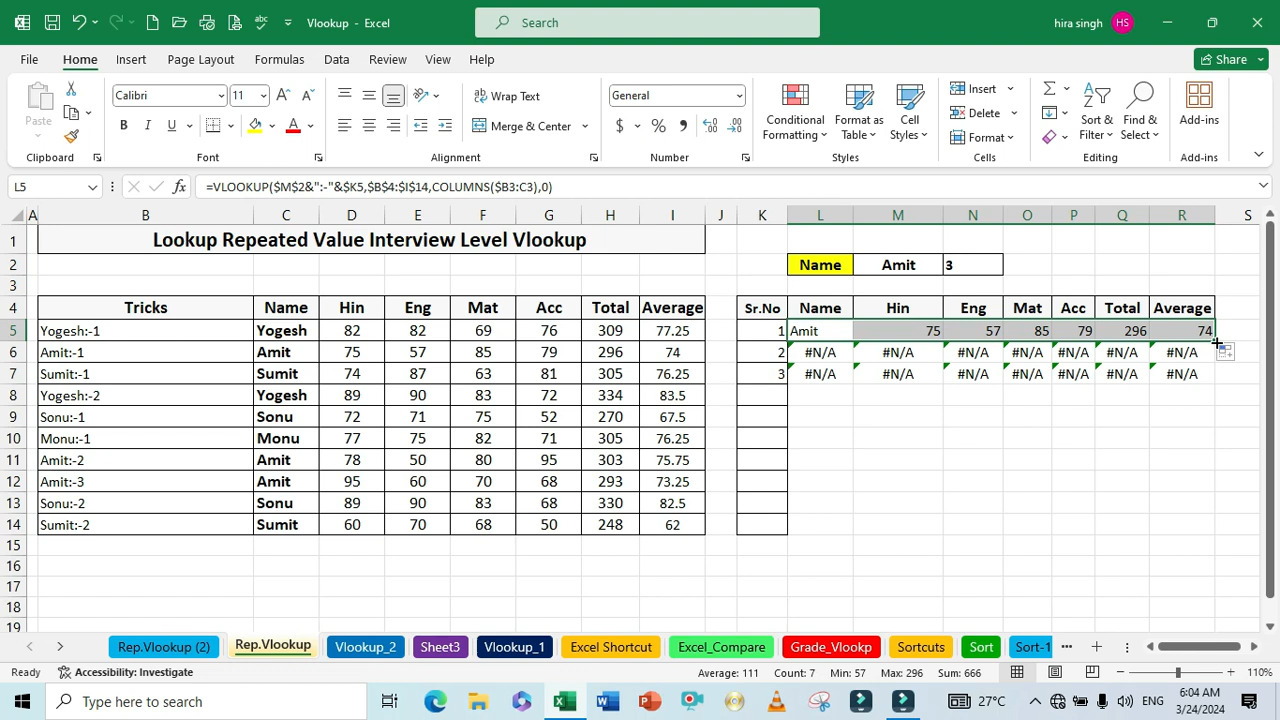 Vlookup - Excel
Search
hira singh HS
File Home Insert Page Layout Formulas Data Review View Help
Share
Paste
Calibri 11
B I U
Wrap Text
Merge & Center
General
$ % 9
Conditional Formatting
Format as Table
Cell Styles
Insert
Delete
Format
Sort & Filter
Find & Select
Add-ins
Clipboard Font Alignment Number Styles Cells Editing Add-ins
L5 fx =VLOOKUP($M$2&":-"&$K5,$B$4:$I$14,COLUMNS($B3:C3),0)
A B C D E F G H I J K L M N O P Q R S
1 Lookup Repeated Value Interview Level Vlookup
2 Name Amit 3
3
4 Tricks Name Hin Eng Mat Acc Total Average Sr.No Name Hin Eng Mat Acc Total Average
5 Yogesh:-1 Yogesh 82 82 69 76 309 77.25 1 Amit 75 57 85 79 296 74
6 Amit:-1 Amit 75 57 85 79 296 74 2 #N/A #N/A #N/A #N/A #N/A #N/A #N/A
7 Sumit:-1 Sumit 74 87 63 81 305 76.25 3 #N/A #N/A #N/A #N/A #N/A #N/A #N/A
8 Yogesh:-2 Yogesh 89 90 83 72 334 83.5
9 Sonu:-1 Sonu 72 71 75 52 270 67.5
10 Monu:-1 Monu 77 75 82 71 305 76.25
11 Amit:-2 Amit 78 50 80 95 303 75.75
12 Amit:-3 Amit 95 60 70 68 293 73.25
13 Sonu:-2 Sonu 89 90 83 68 330 82.5
14 Sumit:-2 Sumit 60 70 68 50 248 62
15
16
17
18
19
Rep.Vlookup (2) Rep.Vlookup Vlookup_2 Sheet3 Vlookup_1 Excel Shortcut Excel_Compare Grade_Vlookp Sortcuts Sort Sort-1
Ready Accessibility: Investigate Average: 111 Count: 7 Min: 57 Max: 296 Sum: 666 110%
Type here to search 27°C ENG 6:04 AM
3/24/2024